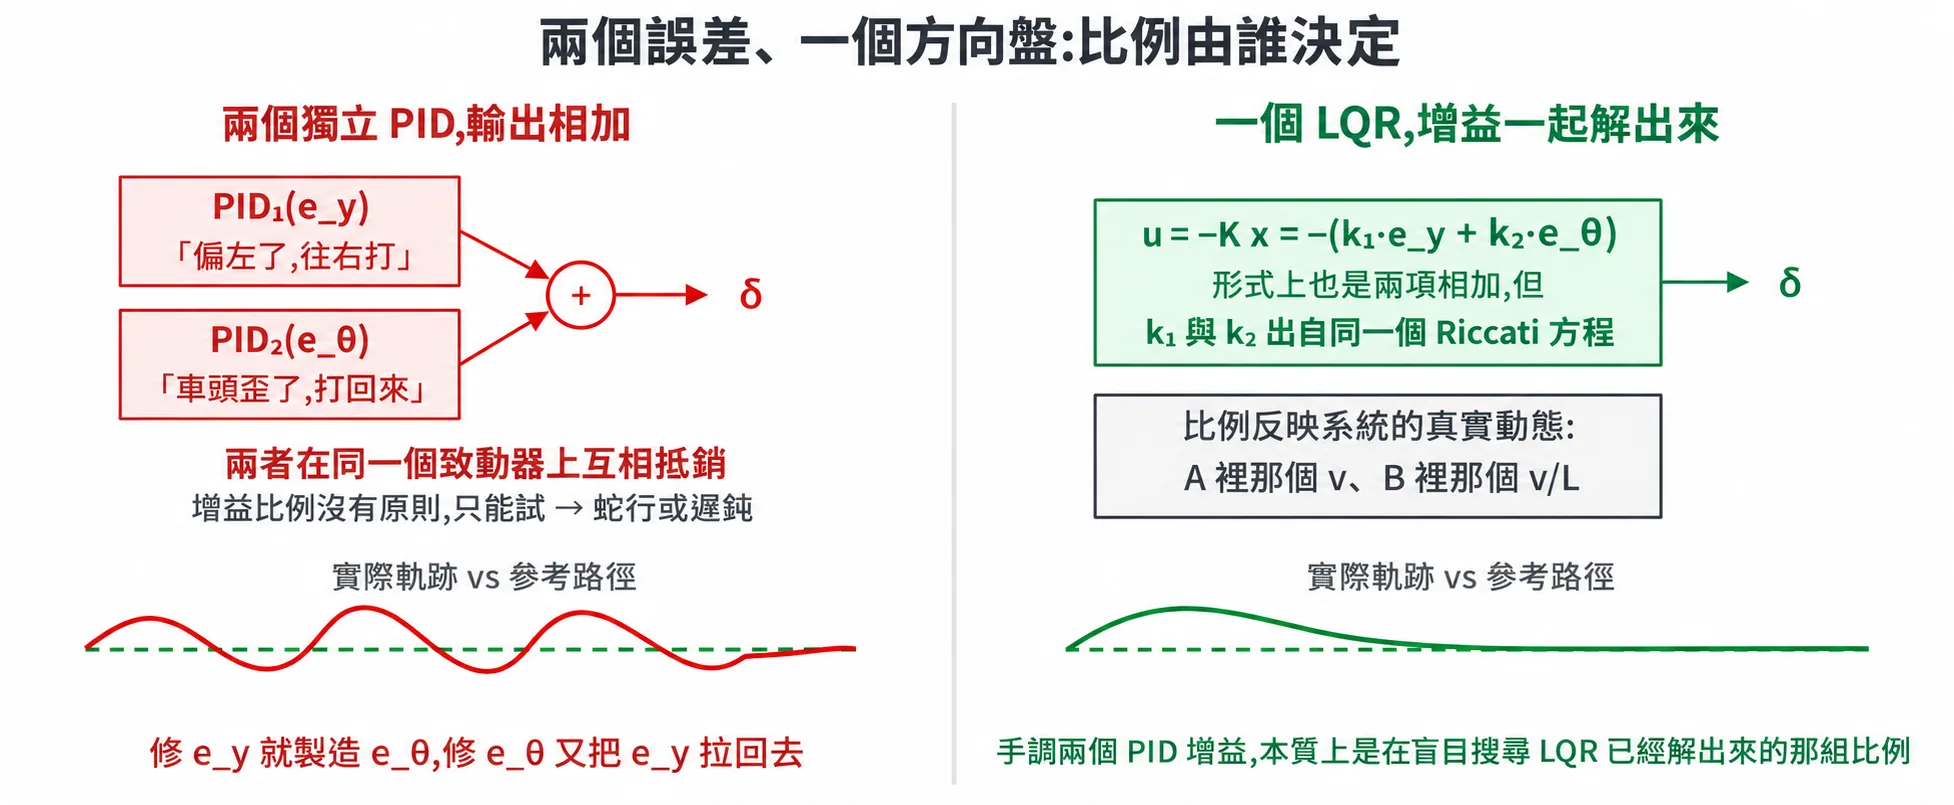 兩個誤差、一個方向盤:比例由誰決定
兩個獨立 PID,輸出相加
PID₁(e_y)
「偏左了,往右打」
PID₂(e_θ)
「車頭歪了,打回來」
+
δ
兩者在同一個致動器上互相抵銷
增益比例沒有原則,只能試 → 蛇行或遲鈍
實際軌跡 vs 參考路徑
修 e_y 就製造 e_θ,修 e_θ 又把 e_y 拉回去
一個 LQR,增益一起解出來
u = −K x = −(k₁·e_y + k₂·e_θ)
形式上也是兩項相加,但
k₁ 與 k₂ 出自同一個 Riccati 方程
δ
比例反映系統的真實動態:
A 裡那個 v、B 裡那個 v/L
實際軌跡 vs 參考路徑
手調兩個 PID 增益,本質上是在盲目搜尋 LQR 已經解出來的那組比例